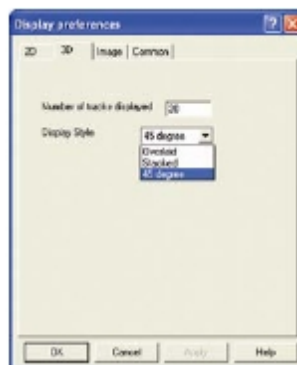 Display preferences
2D 3D Image Common
Number of tracks displayed 20
Display Style 45 degree
Overlaid
Stacked
45 degree
OK Cancel Apply Help